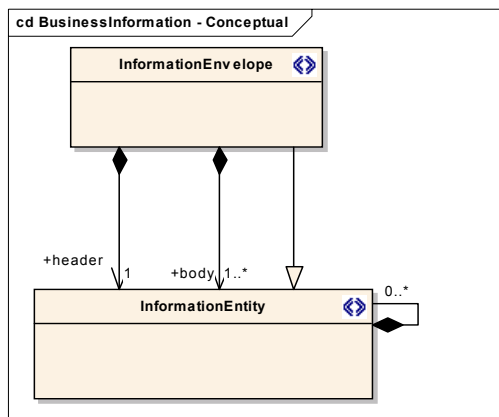 cd BusinessInformation - Conceptual
InformationEnvelope
+header
1
+body
1..*
0..*
InformationEntity